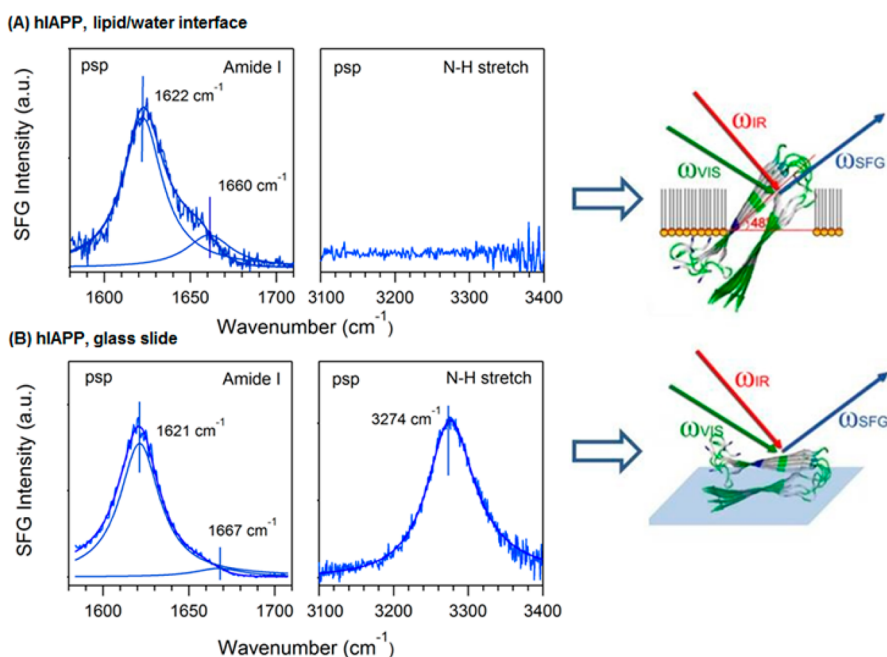 (A) hIAPP, lipid/water interface
SFG Intensity (a.u.)
psp Amide I
1622 cm⁻¹
1660 cm⁻¹
1600 1650 1700
psp N-H stretch
3100 3200 3300 3400
Wavenumber (cm⁻¹)
ωIR
ωVIS
ωSFG
48°
(B) hIAPP, glass slide
SFG Intensity (a.u.)
psp Amide I
1621 cm⁻¹
1667 cm⁻¹
1600 1650 1700
psp N-H stretch
3274 cm⁻¹
3100 3200 3300 3400
Wavenumber (cm⁻¹)
ωIR
ωVIS
ωSFG